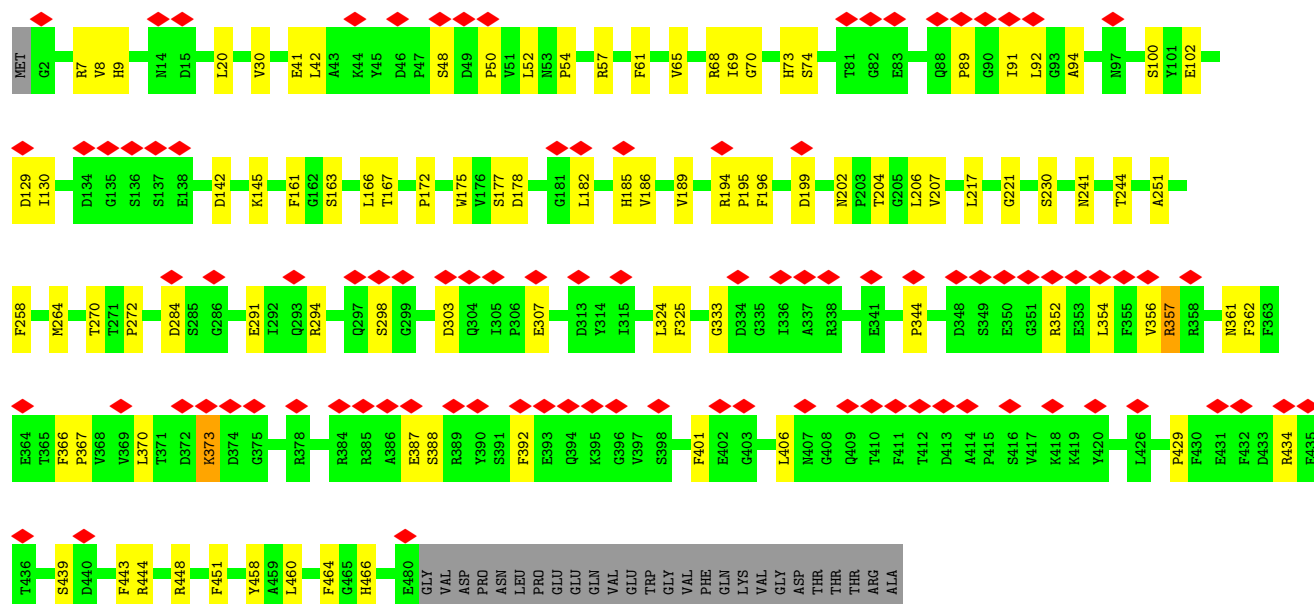 MET G2 R7 V8 H9 N14 D15 L20 V30 E41 L42 A43 K44 Y45 D46 P47 S48 D49 P50 V51 L52 N53 P54 R57 F61 V65 R68 I69 G70 H73 S74 T81 G82 E83 Q88 P89 G90 I91 L92 G93 A94 N97 S100 Y101 E102
D129 I130 D134 G135 S136 S137 E138 D142 K145 F161 G162 S163 L166 T167 P172 W175 V176 S177 D178 G181 L182 H185 V186 V189 R194 P195 F196 D199 N202 P203 T204 G205 L206 V207 L217 G221 S230 N241 T244 A251
F258 M264 T270 T271 P272 D284 S285 G286 E291 I292 Q293 R294 Q297 S298 G299 D303 Q304 I305 P306 E307 D313 Y314 I315 L324 F325 G333 D334 G335 I336 A337 R338 E341 P344 D348 S349 E350 G351 R352 E353 L354 F355 V356 R357 R358 N361 F362 F363
E364 T365 F366 P367 V368 V369 L370 T371 D372 K373 D374 G375 R378 R384 R385 A386 E387 S388 R389 Y390 S391 F392 E393 Q394 K395 G396 V397 S398 F401 E402 G403 L406 N407 G408 Q409 T410 F411 T412 D413 A414 P415 S416 V417 K418 K419 Y420 L426 P429 F430 E431 F432 D433 R434 E435
T436 S439 D440 F443 R444 R448 F451 Y458 A459 L460 F464 G465 H466 E480 GLY VAL ASP PRO ASN LEU PRO GLU GLU GLN VAL GLU TRP GLY VAL PHE GLN LYS VAL GLY ASP THR THR THR ARG ALA